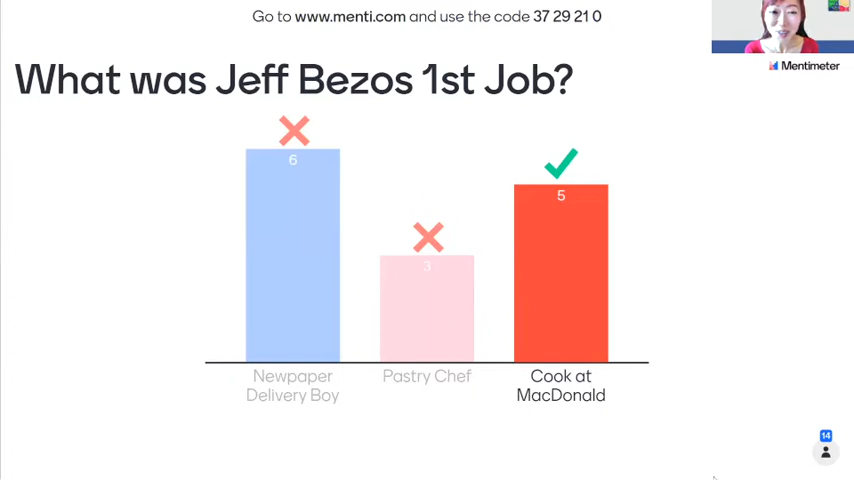 Go to www.menti.com and use the code 37 29 21 0
Mentimeter
What was Jeff Bezos 1st Job?
6
3
5
Newpaper
Delivery Boy
Pastry Chef
Cook at
MacDonald
14